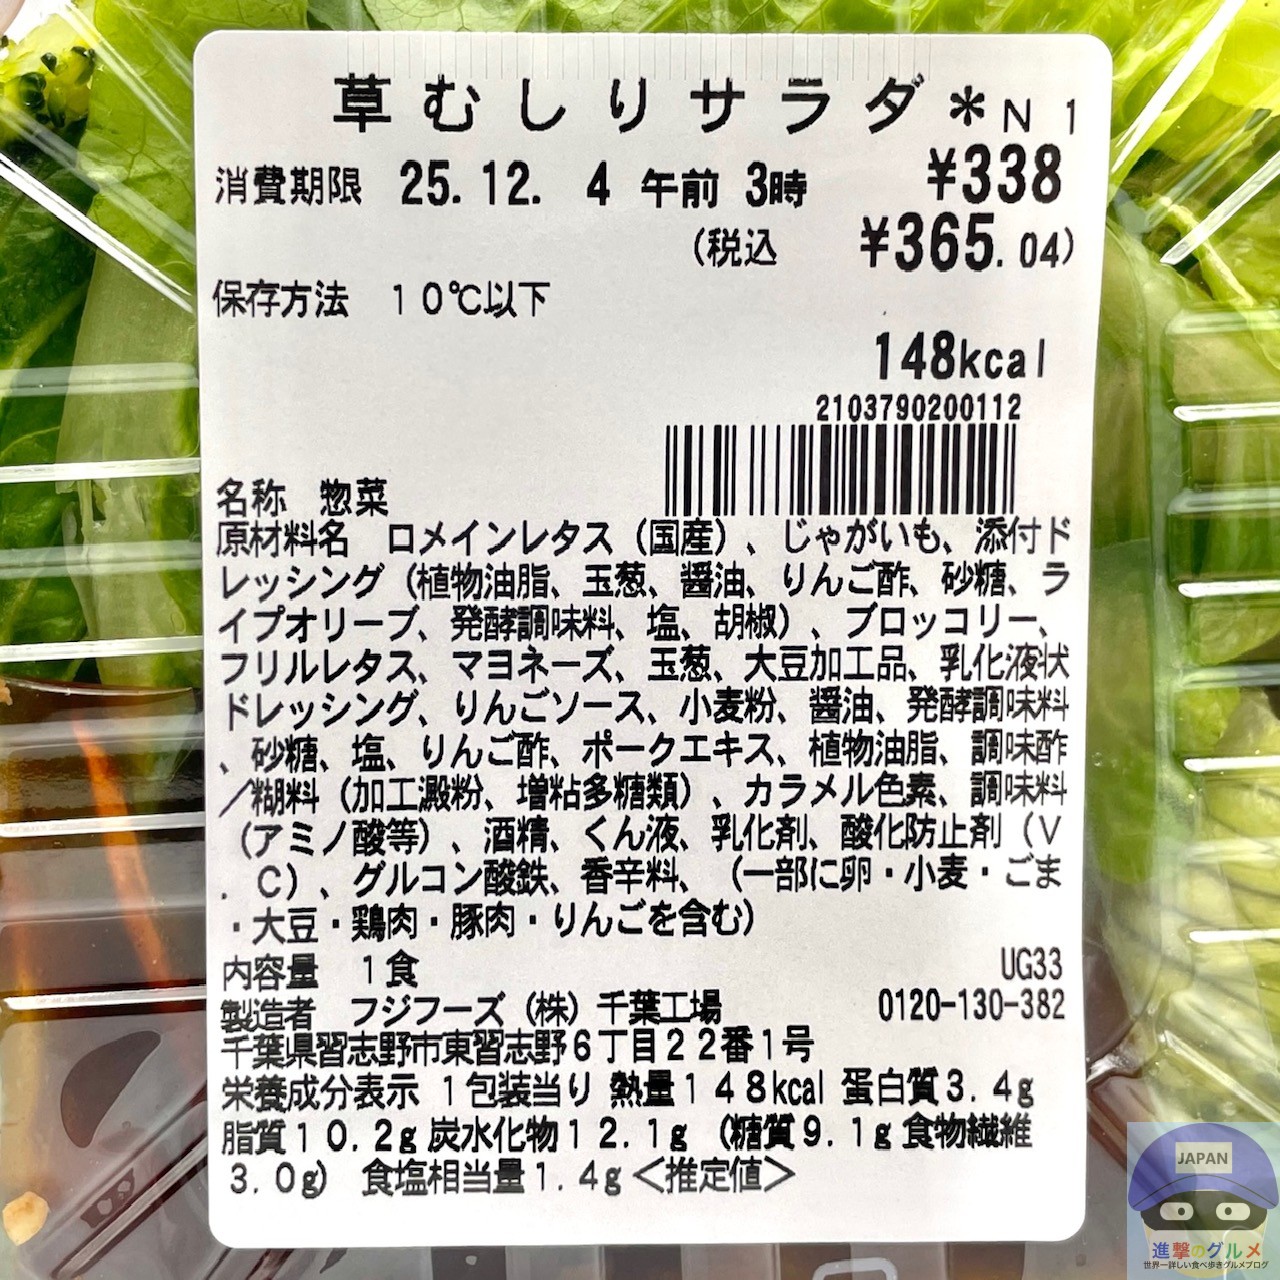 草むしりサラダ＊Ｎ１
消費期限 25.12. 4 午前 3時 ¥338
(税込 ¥365.04)
保存方法 １０℃以下
148kcal
2103790200112
名称 惣菜
原材料名 ロメインレタス（国産）、じゃがいも、添付ド
レッシング（植物油脂、玉葱、醤油、りんご酢、砂糖、ラ
イプオリーブ、発酵調味料、塩、胡椒）、ブロッコリー、
フリルレタス、マヨネーズ、玉葱、大豆加工品、乳化液状
ドレッシング、りんごソース、小麦粉、醤油、発酵調味料
、砂糖、塩、りんご酢、ポークエキス、植物油脂、調味酢
／糊料（加工澱粉、増粘多糖類）、カラメル色素、調味料
（アミノ酸等）、酒精、くん液、乳化剤、酸化防止剤（Ｖ
．Ｃ）、グルコン酸鉄、香辛料、（一部に卵・小麦・ごま
・大豆・鶏肉・豚肉・りんごを含む）
内容量 １食 UG33
製造者 フジフーズ（株）千葉工場 0120-130-382
千葉県習志野市東習志野６丁目２２番１号
栄養成分表示 １包装当り 熱量１４８kcal 蛋白質３.４g
脂質１０.２g 炭水化物１２.１g （糖質９.１g 食物繊維
３.０g） 食塩相当量１.４g＜推定値＞
JAPAN
進撃のグルメ
世界一詳しい食べ歩きグルメブログ